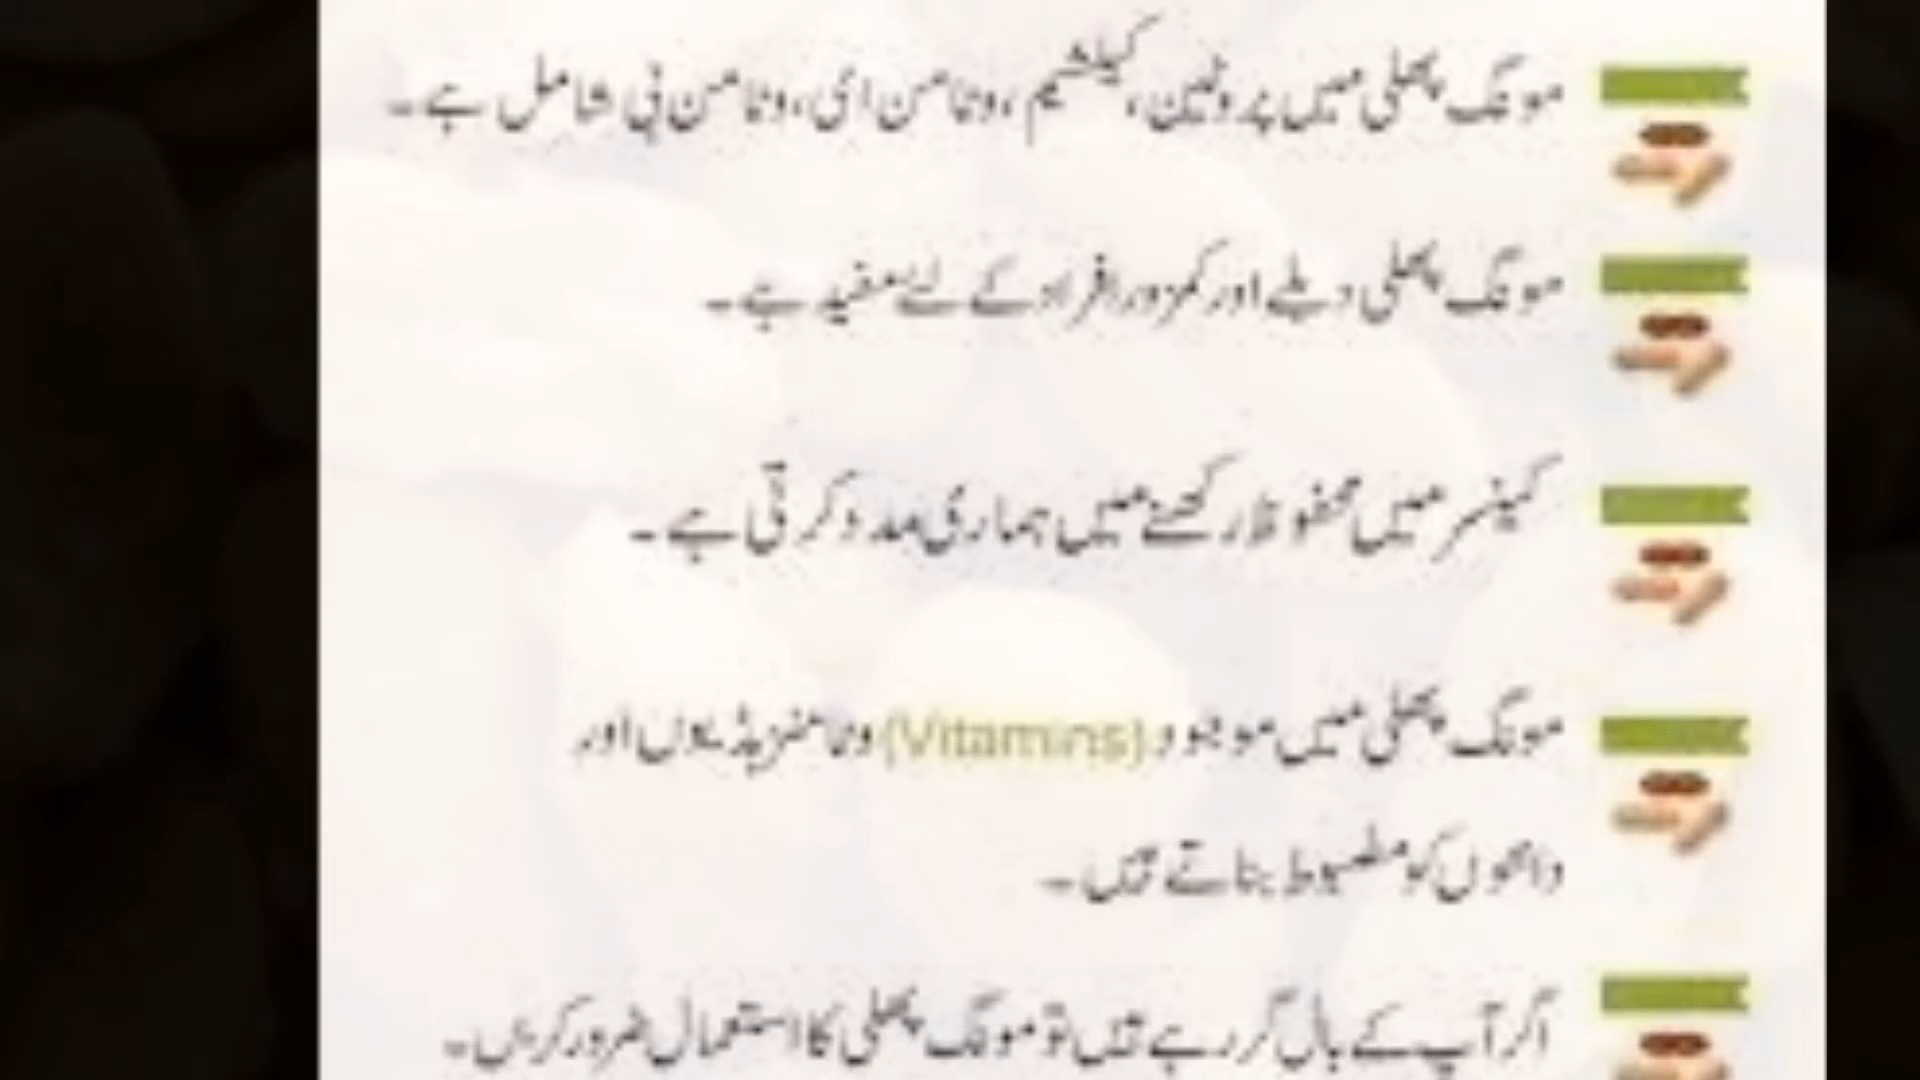 مونگ پھلی میں پروٹین، کیلشیم، وٹامن ای، وٹامن بی شامل ہے۔
مونگ پھلی دبلے اور کمزور افراد کے لئے مفید ہے۔
کینسر میں محفوظ رکھنے میں ہماری مدد کرتی ہے۔
مونگ پھلی میں موجود (Vitamins) وٹامنز ہڈیوں اور
دانتوں کو مضبوط بناتے ہیں۔
اگر آپ کے بال گر رہے ہیں تو مونگ پھلی کا استعمال ضرور کریں۔